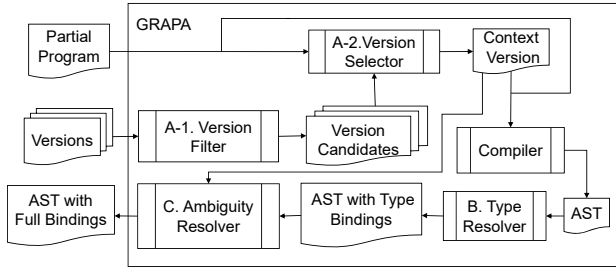 GRAPA
Partial
Program
A-2.Version
Selector
Context
Version
Versions
A-1. Version
Filter
Version
Candidates
Compiler
AST with
Full Bindings
C. Ambiguity
Resolver
AST with Type
Bindings
B. Type
Resolver
AST